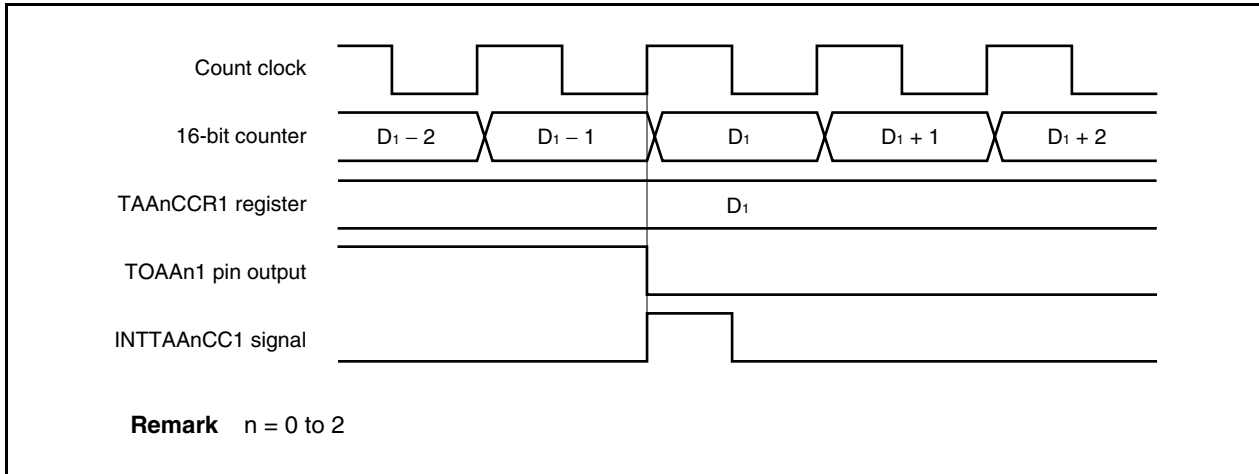 Count clock
16-bit counter D₁ – 2 D₁ – 1 D₁ D₁ + 1 D₁ + 2
TAAnCCR1 register D₁
TOAAn1 pin output
INTTAAnCC1 signal
Remark n = 0 to 2